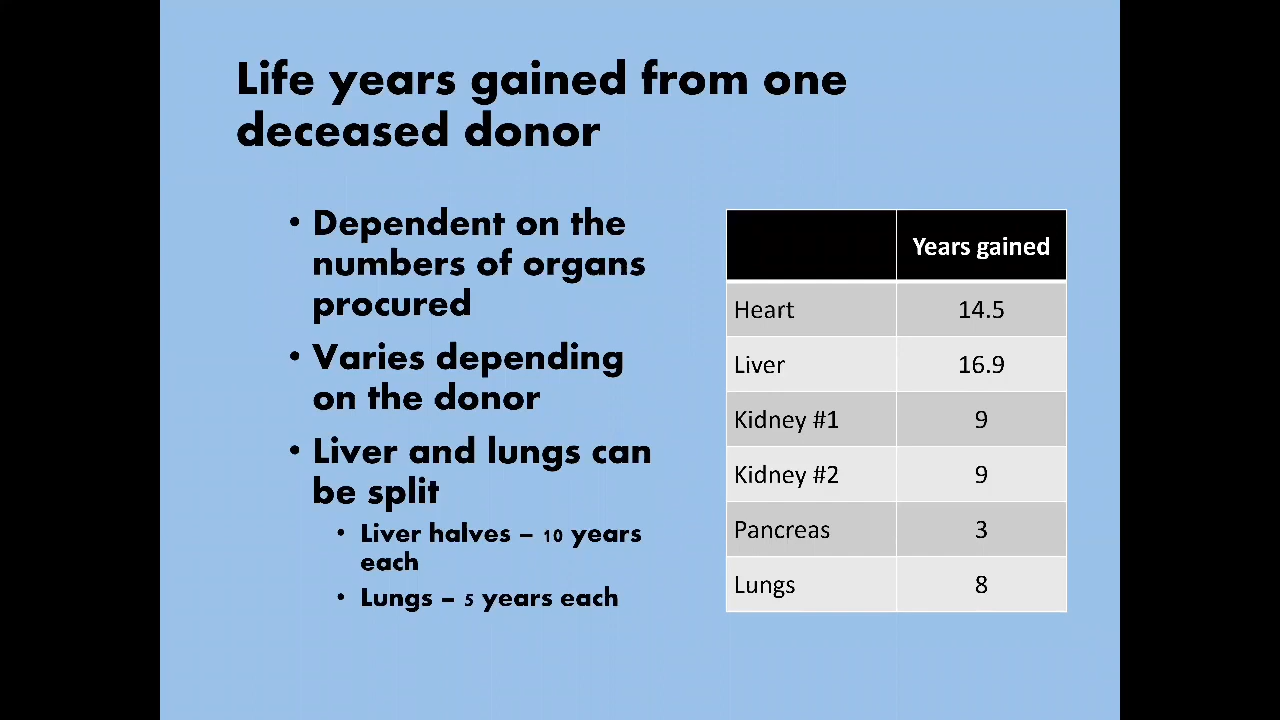 Life years gained from one
deceased donor
• Dependent on the
numbers of organs
procured
• Varies depending
on the donor
• Liver and lungs can
be split
• Liver halves – 10 years
each
• Lungs – 5 years each
Years gained
Heart 14.5
Liver 16.9
Kidney #1 9
Kidney #2 9
Pancreas 3
Lungs 8